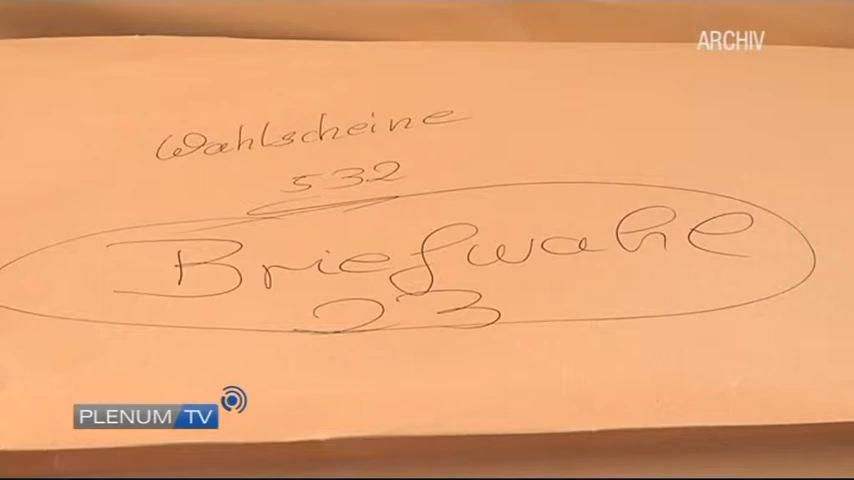 ARCHIV
Wahlscheine
532
Briefwahl
23
PLENUM TV